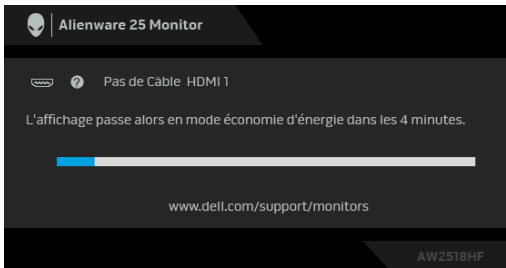 Alienware 25 Monitor
Pas de Câble HDMI 1
L'affichage passe alors en mode économie d'énergie dans les 4 minutes.
www.dell.com/support/monitors
AW2518HF